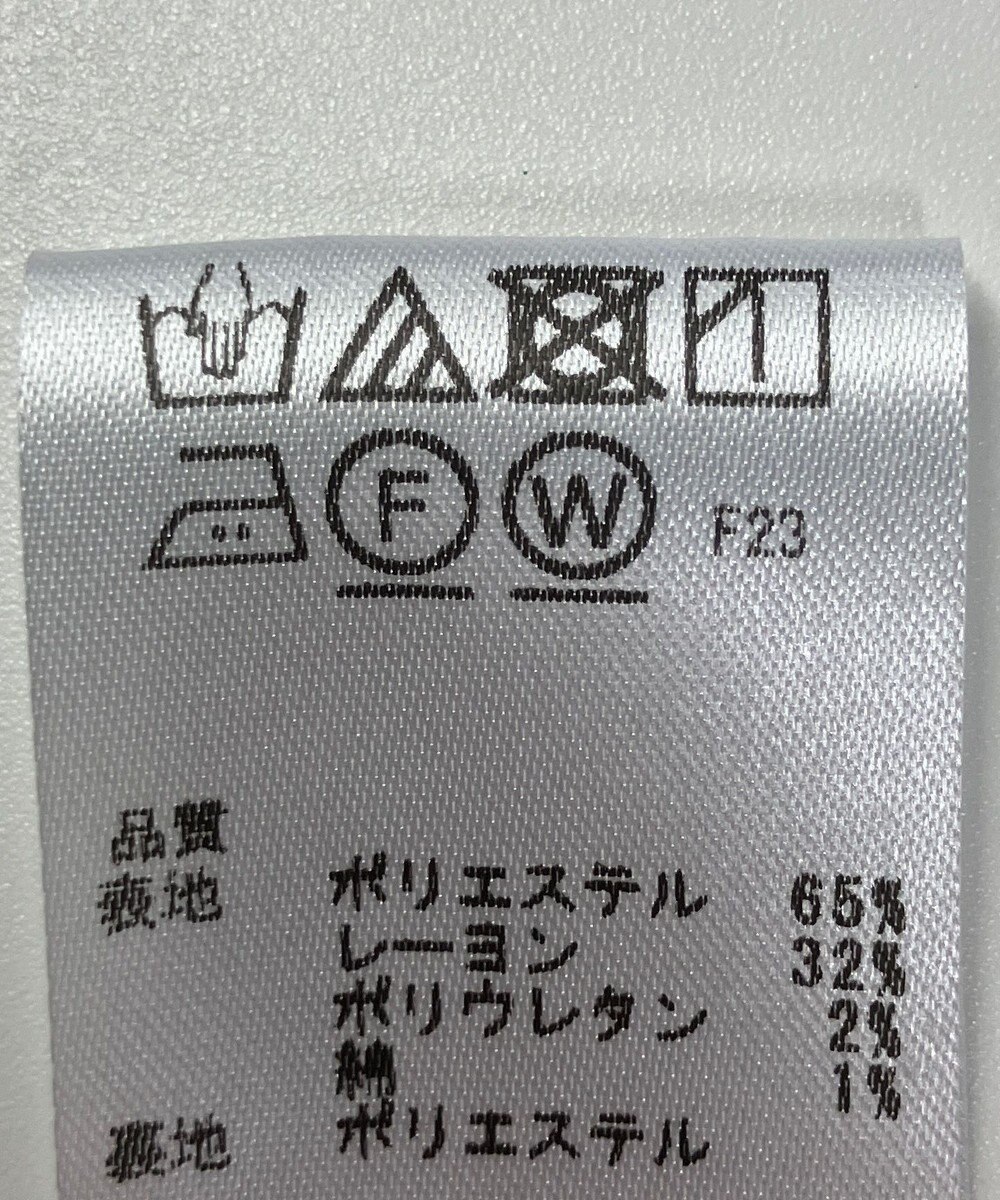 F W F23
品質
表地 ポリエステル 65%
レーヨン 32%
ポリウレタン 2%
綿 1%
裏地 ポリエステル